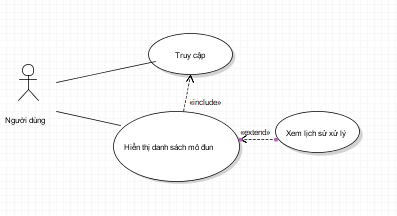 Truy cập
«include»
Người dùng
«extend»
Hiển thị danh sách mô đun
Xem lịch sử xử lý